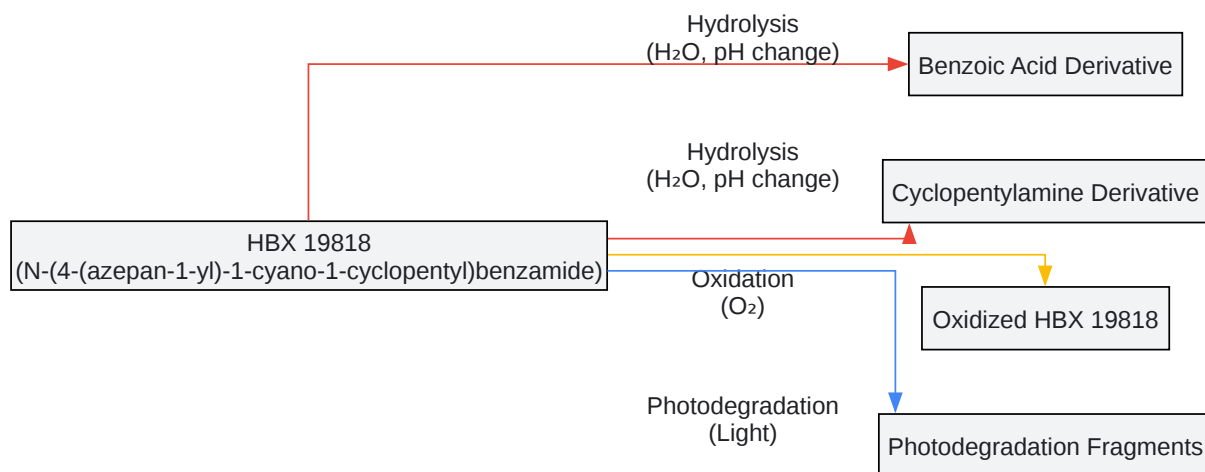 Hydrolysis
(H₂O, pH change)
Benzoic Acid Derivative
Hydrolysis
(H₂O, pH change)
Cyclopentylamine Derivative
HBX 19818
(N-(4-(azepan-1-yl)-1-cyano-1-cyclopentyl)benzamide)
Oxidation
(O₂)
Oxidized HBX 19818
Photodegradation
(Light)
Photodegradation Fragments